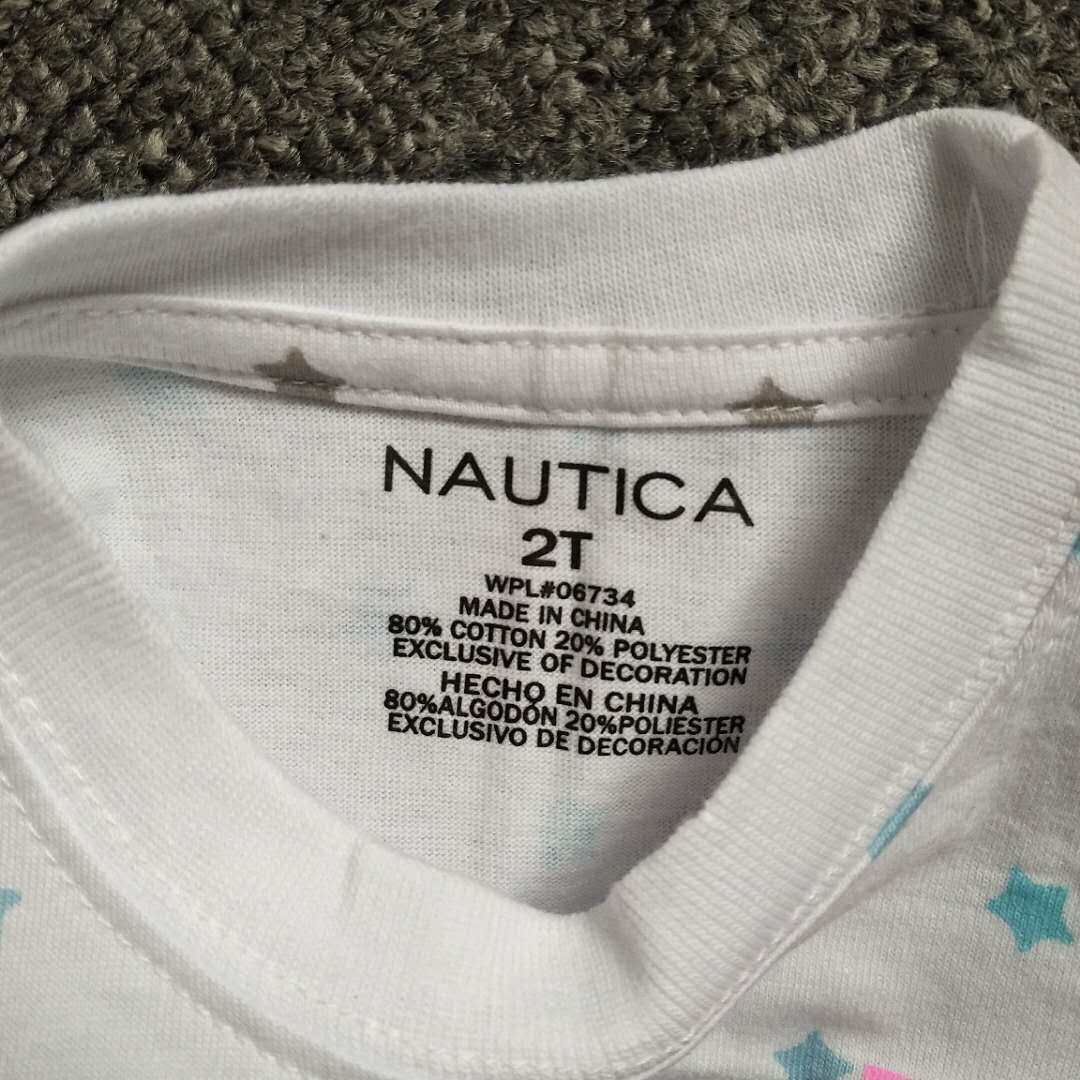 NAUTICA
2T
WPL#06734
MADE IN CHINA
80% COTTON 20% POLYESTER
EXCLUSIVE OF DECORATION
HECHO EN CHINA
80%ALGODÓN 20%POLIÉSTER
EXCLUSIVO DE DECORACIÓN